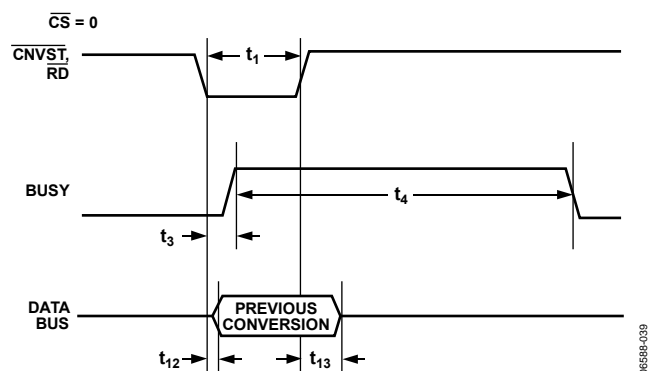 CS = 0
CNVST,
RD
t1
BUSY
t4
t3
DATA
BUS
PREVIOUS
CONVERSION
t12
t13
06588-039